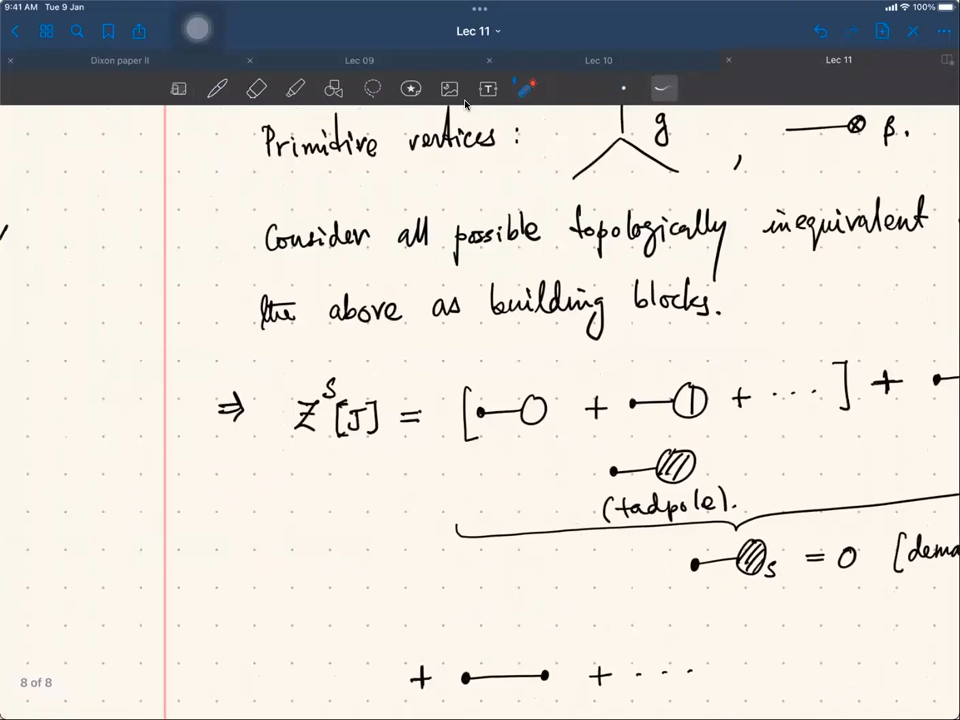 9:41 AM Tue 9 Jan
100%
Lec 11
Dixon paper II
Lec 09
Lec 10
Lec 11
Primitive vertices : g , β.
Consider all possible topologically inequivalent
the above as building blocks.
⇒ Z^S[J] = [ + + ....] +
(tadpole).
S = 0 [dema
+ + ....
8 of 8